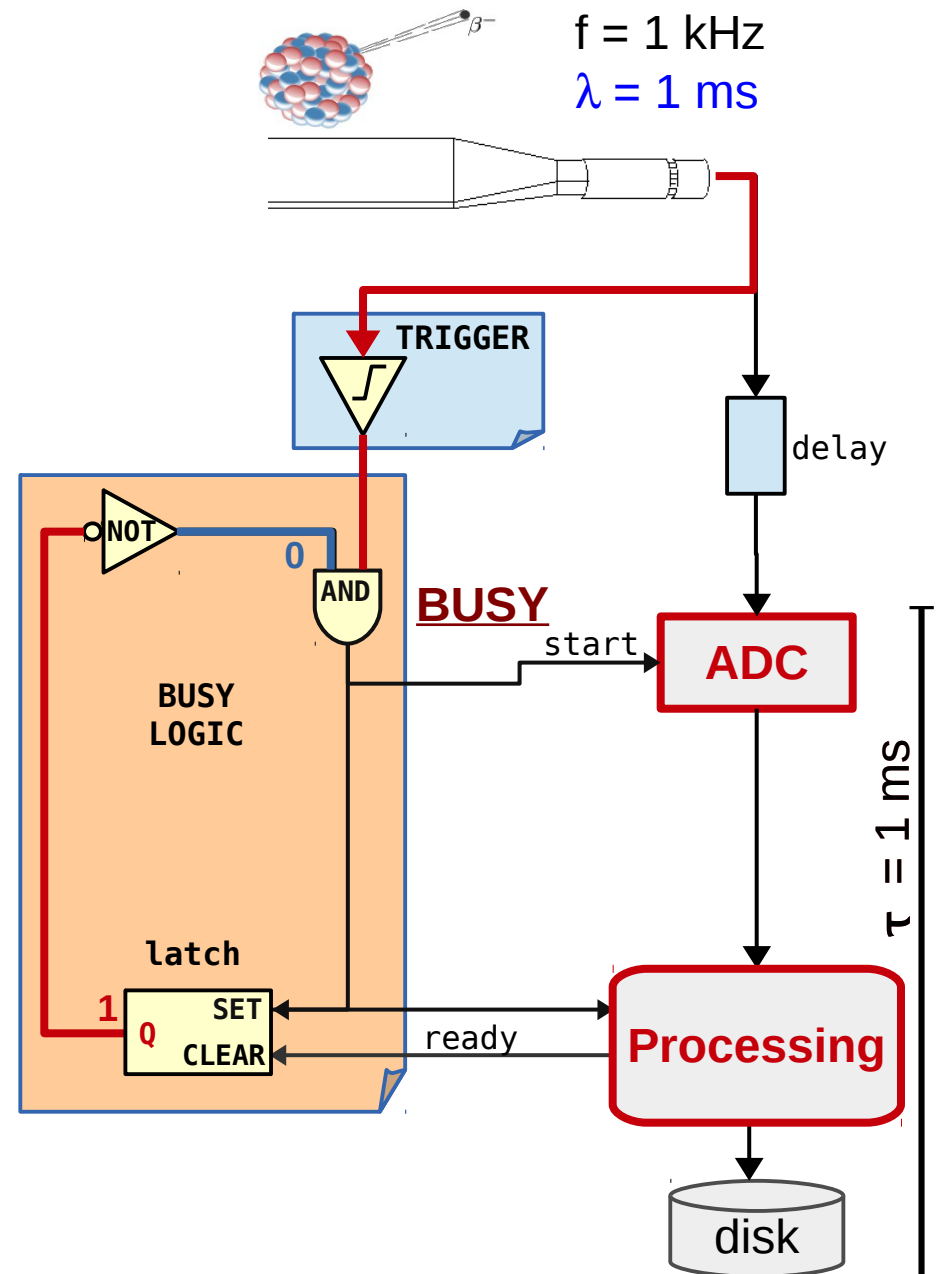 β⁻
f = 1 kHz
λ = 1 ms
TRIGGER
delay
NOT
0
AND
BUSY
start
ADC
BUSY
LOGIC
τ = 1 ms
latch
1
Q
SET
CLEAR
ready
Processing
disk